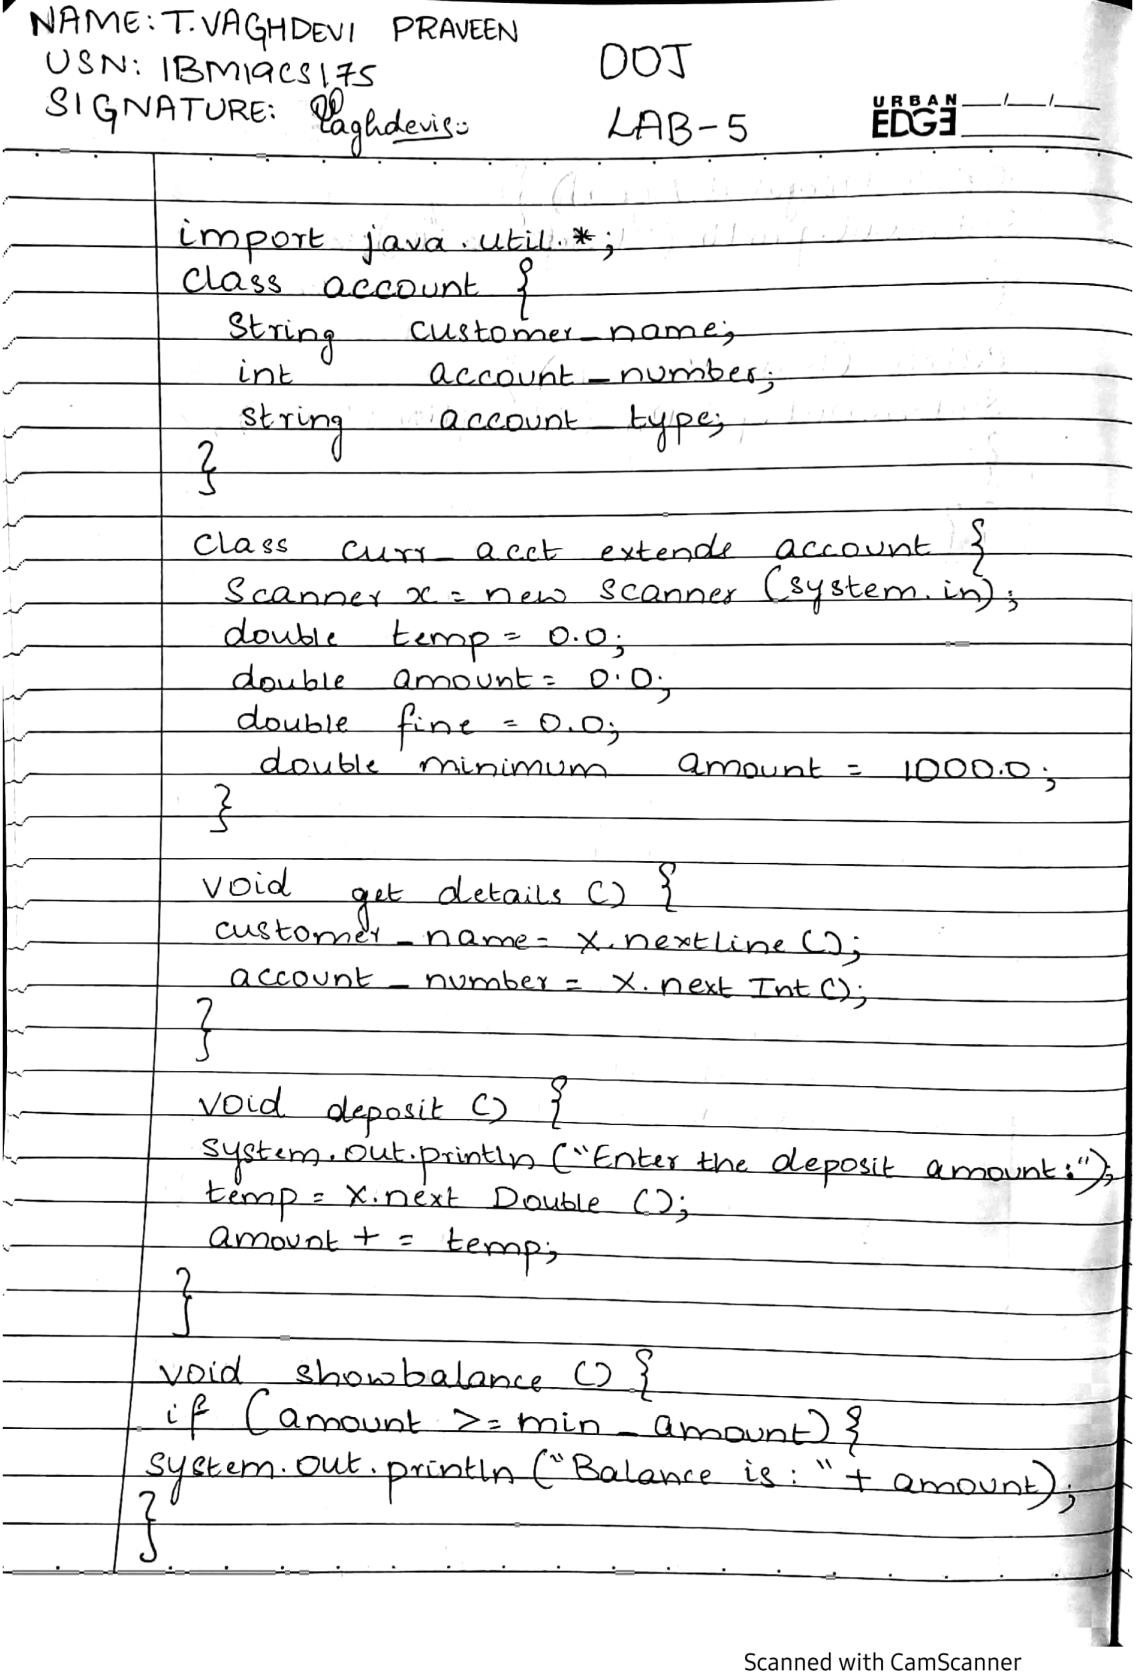 NAME: T. VAGHDEVI PRAVEEN
USN: 1BM19CS175
SIGNATURE: Vaghdevis
OOJ
LAB-5
URBAN
EDGE
import java.util.*;
class account {
String customer_name;
int account_number;
string account type;
}
class curr_acct extende account {
Scanner x = new scanner (system.in);
double temp = 0.0;
double amount = 0.0;
double fine = 0.0;
double minimum amount = 1000.0;
}
void get details () {
customer_name = x.nextline ();
account_number = x.next Int ();
}
void deposit () {
system.out.println ("Enter the deposit amount:");
temp = x.next Double ();
amount + = temp;
}
void showbalance () {
if (amount >= min_amount) {
system.out.println ("Balance is: " + amount);
}
Scanned with CamScanner